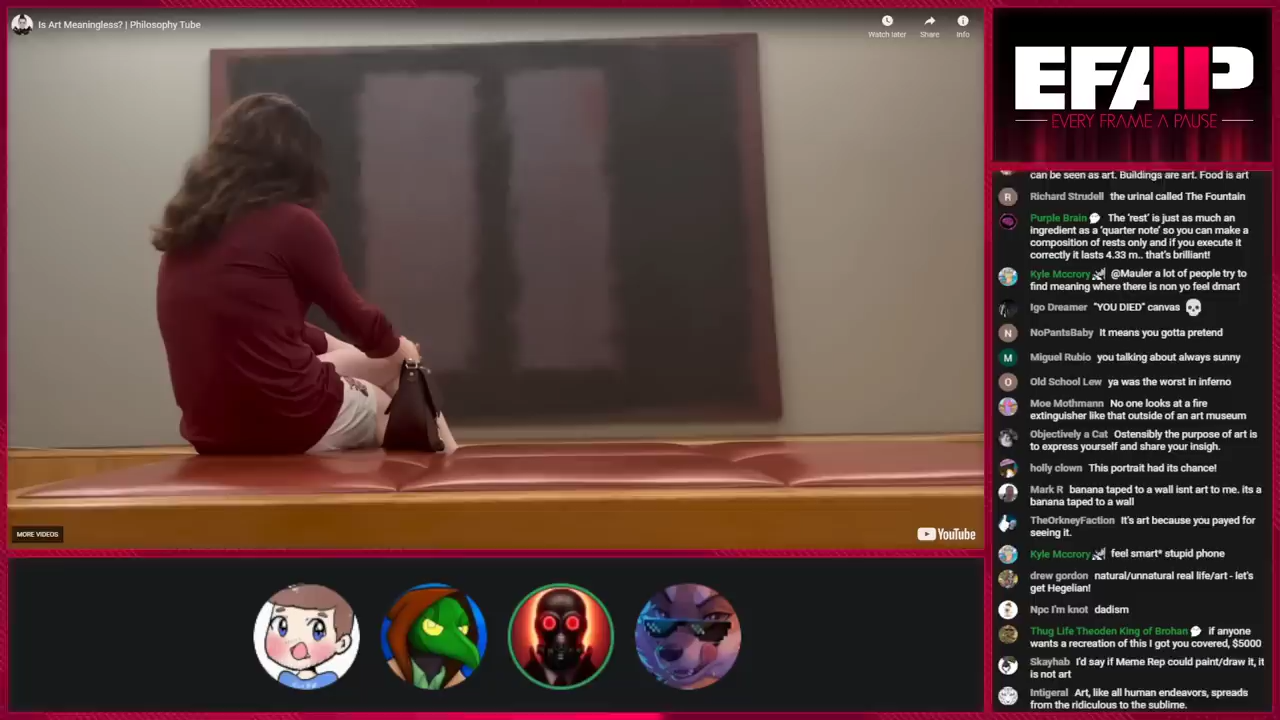 Is Art Meaningless? | Philosophy Tube
Watch later
Share
Info
MORE VIDEOS
YouTube
EFAP
EVERY FRAME A PAUSE
can be seen as art. Buildings are art. Food is art
R
Richard Strudell the urinal called The Fountain
Purple Brain The 'rest' is just as much an
ingredient as a 'quarter note' so you can make a
composition of rests only and if you execute it
correctly it lasts 4.33 m.. that's brilliant!
Kyle Mccrory @Mauler a lot of people try to
find meaning where there is non yo feel dmart
Igo Dreamer "YOU DIED" canvas
N
NoPantsBaby It means you gotta pretend
M
Miguel Rubio you talking about always sunny
O
Old School Lew ya was the worst in inferno
Moe Mothmann No one looks at a fire
extinguisher like that outside of an art museum
Objectively a Cat Ostensibly the purpose of art is
to express yourself and share your insigh.
holly clown This portrait had its chance!
Mark R banana taped to a wall isnt art to me. its a
banana taped to a wall
TheOrkneyFaction It's art because you payed for
seeing it.
Kyle Mccrory feel smart* stupid phone
drew gordon natural/unnatural real life/art - let's
get Hegelian!
Npc I'm knot dadism
Thug Life Theoden King of Brohan if anyone
wants a recreation of this I got you covered, $5000
Skayhab I'd say if Meme Rep could paint/draw it, it
is not art
Intigeral Art, like all human endeavors, spreads
from the ridiculous to the sublime.